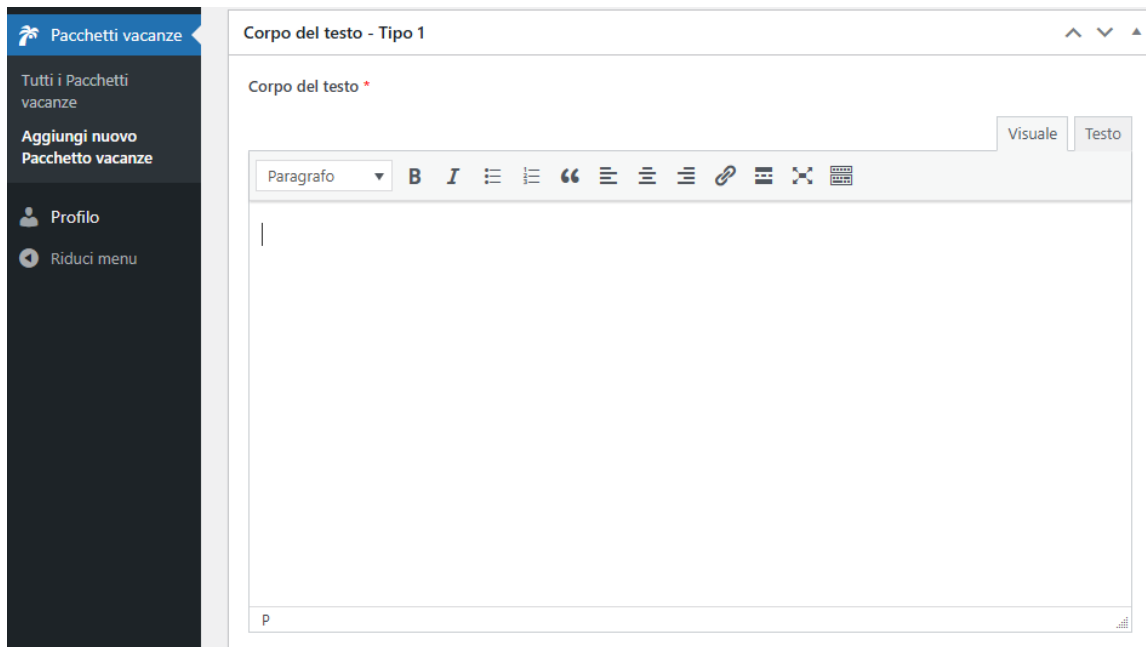 Pacchetti vacanze
Tutti i Pacchetti
vacanze
Aggiungi nuovo
Pacchetto vacanze
Profilo
Riduci menu
Corpo del testo - Tipo 1
Corpo del testo *
Visuale
Testo
Paragrafo
B I
P